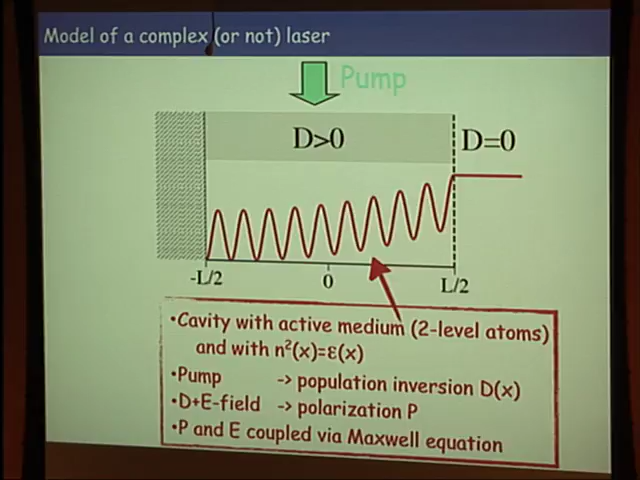 Model of a complex (or not) laser
Pump
D>0
D=0
-L/2
0
L/2
•Cavity with active medium (2-level atoms)
and with n²(x)=ε(x)
•Pump -> population inversion D(x)
•D+E-field -> polarization P
•P and E coupled via Maxwell equation